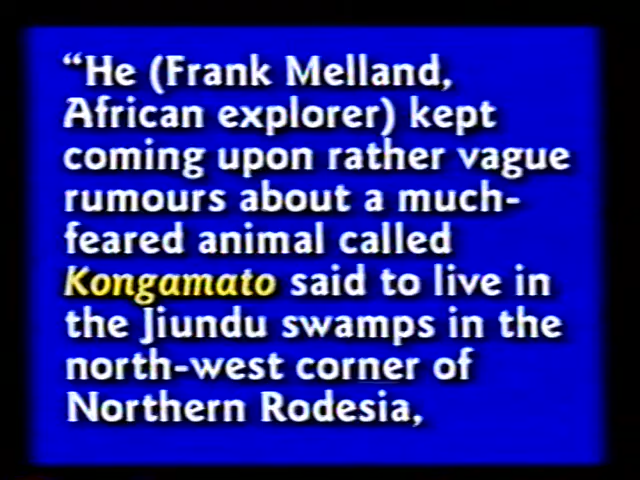 “He (Frank Melland,
African explorer) kept
coming upon rather vague
rumours about a much-
feared animal called
Kongamato said to live in
the Jiundu swamps in the
north-west corner of
Northern Rodesia,